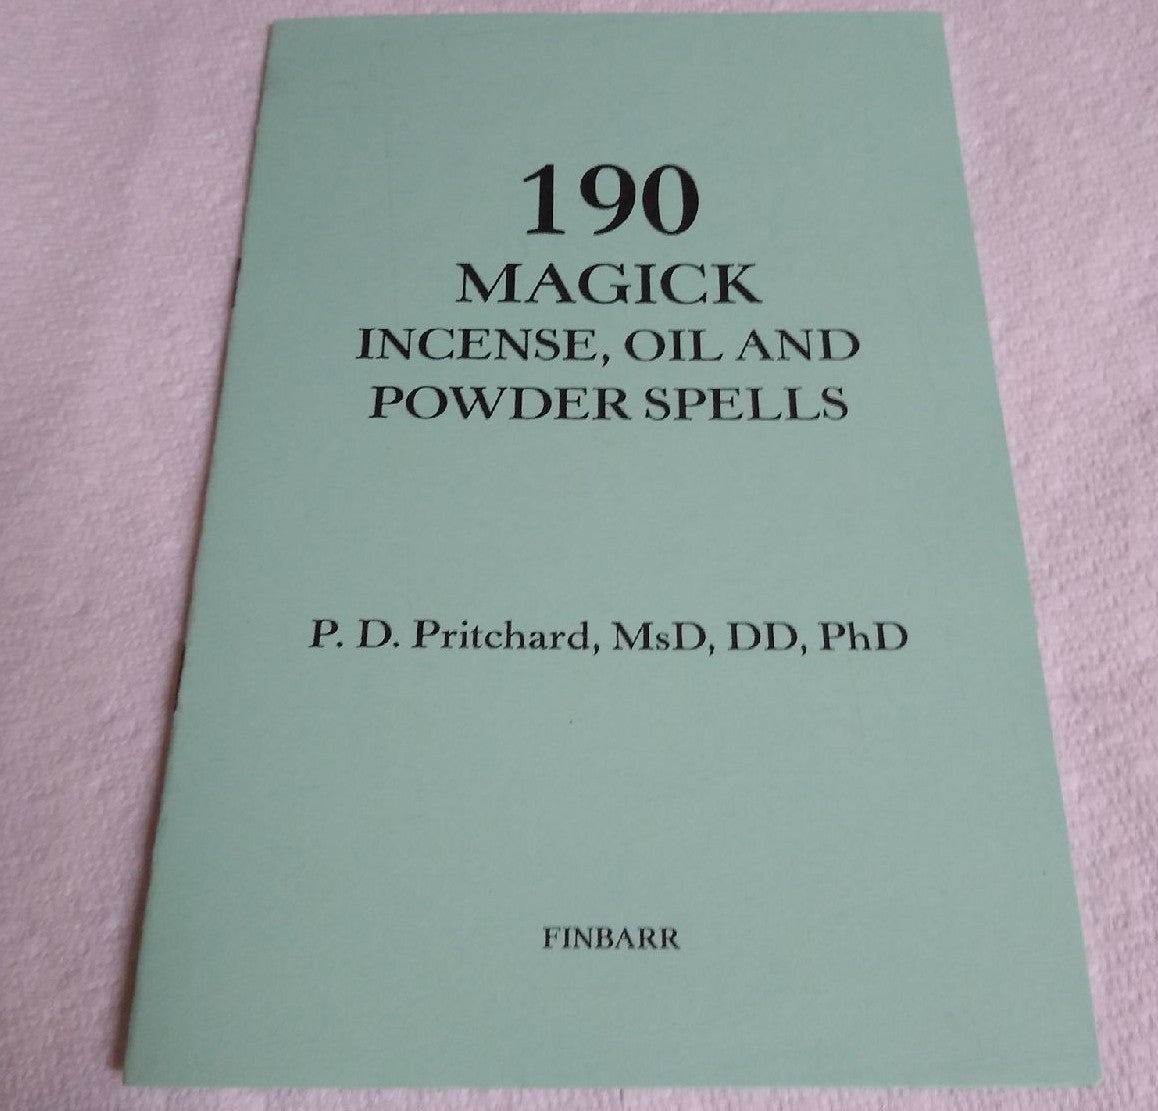 190
MAGICK
INCENSE, OIL AND
POWDER SPELLS
P. D. Pritchard, MsD, DD, PhD
FINBARR